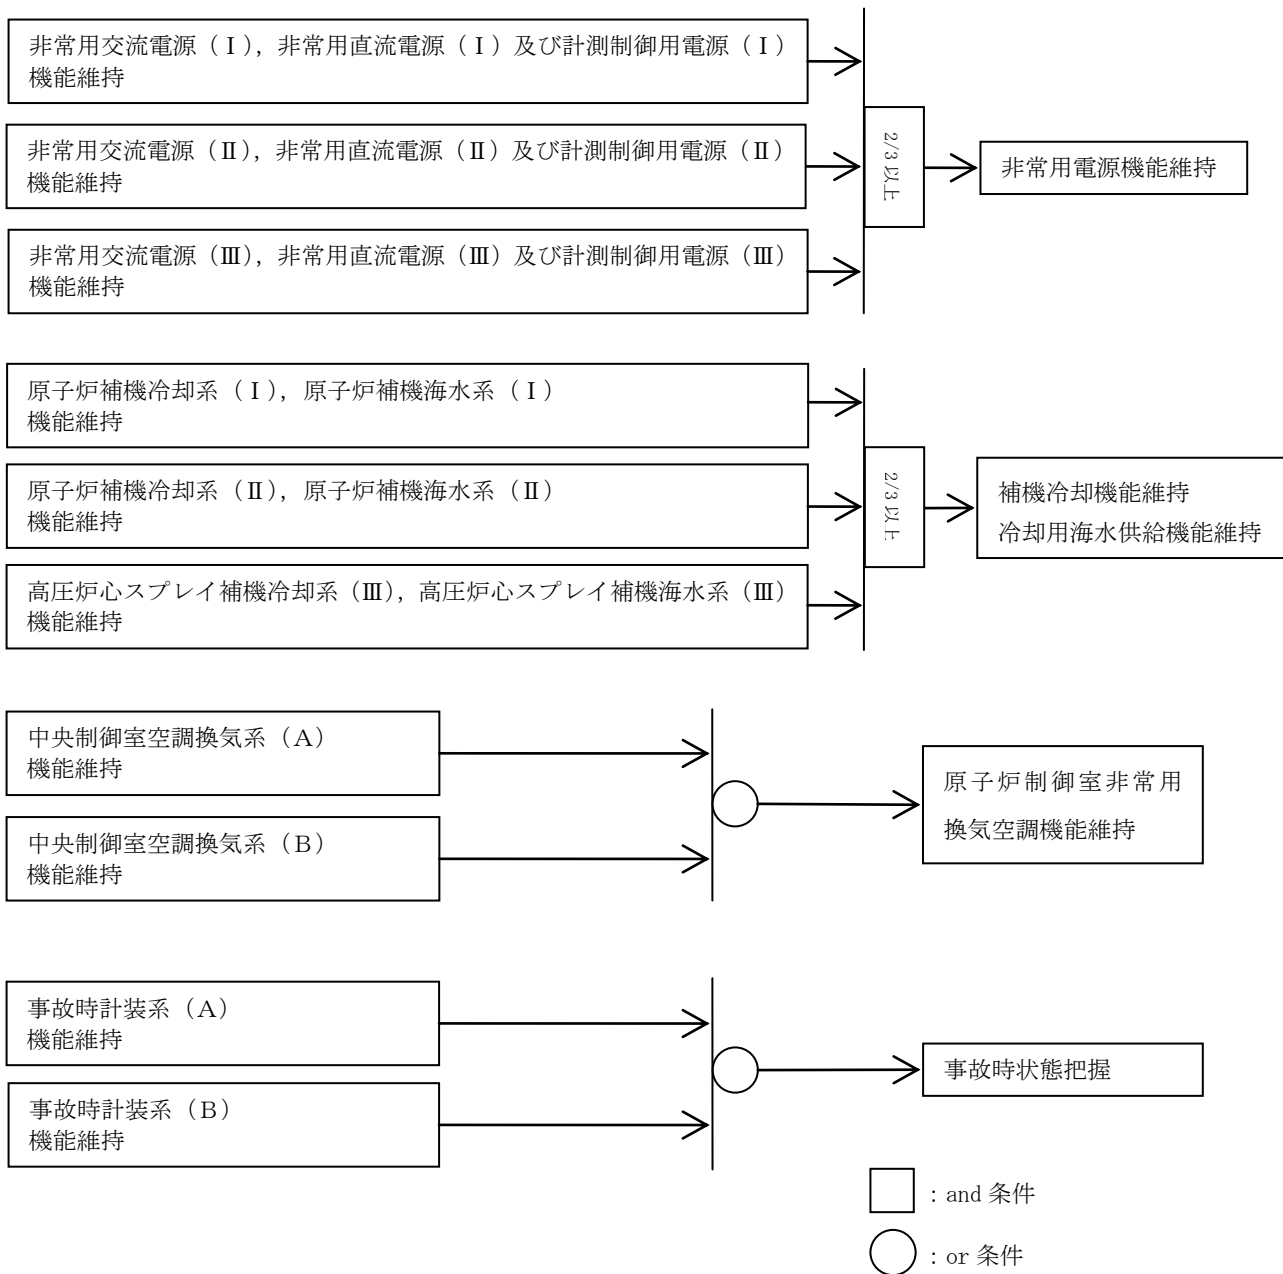 非常用交流電源（Ⅰ），非常用直流電源（Ⅰ）及び計測制御用電源（Ⅰ）
機能維持
非常用交流電源（Ⅱ），非常用直流電源（Ⅱ）及び計測制御用電源（Ⅱ）
機能維持
非常用交流電源（Ⅲ），非常用直流電源（Ⅲ）及び計測制御用電源（Ⅲ）
機能維持
2/3以上
非常用電源機能維持
原子炉補機冷却系（Ⅰ），原子炉補機海水系（Ⅰ）
機能維持
原子炉補機冷却系（Ⅱ），原子炉補機海水系（Ⅱ）
機能維持
高圧炉心スプレイ補機冷却系（Ⅲ），高圧炉心スプレイ補機海水系（Ⅲ）
機能維持
2/3以上
補機冷却機能維持
冷却用海水供給機能維持
中央制御室空調換気系（A）
機能維持
中央制御室空調換気系（B）
機能維持
原子炉制御室非常用
換気空調機能維持
事故時計装系（A）
機能維持
事故時計装系（B）
機能維持
事故時状態把握
：and 条件
：or 条件